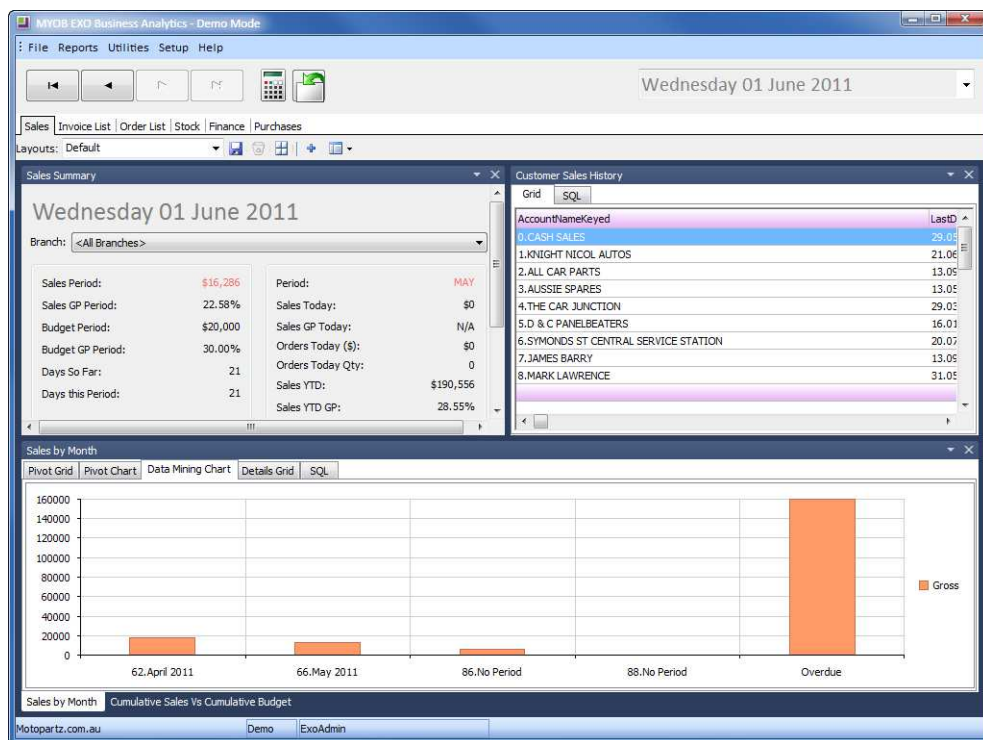 MYOB EXO Business Analytics - Demo Mode
File Reports Utilities Setup Help
Wednesday 01 June 2011
Sales Invoice List Order List Stock Finance Purchases
Layouts: Default
Sales Summary
Wednesday 01 June 2011
Branch: <All Branches>
Sales Period: $16,286
Sales GP Period: 22.58%
Budget Period: $20,000
Budget GP Period: 30.00%
Days So Far: 21
Days this Period: 21
Period: MAY
Sales Today: $0
Sales GP Today: N/A
Orders Today ($): $0
Orders Today Qty: 0
Sales YTD: $190,556
Sales YTD GP: 28.55%
Customer Sales History
Grid SQL
AccountNameKeyed LastD
0.CASH SALES 29.05
1.KNIGHT NICOL AUTOS 21.06
2.ALL CAR PARTS 13.09
3.AUSSIE SPARES 13.05
4.THE CAR JUNCTION 29.03
5.D & C PANELBEATERS 16.01
6.SYMONDS ST CENTRAL SERVICE STATION 20.07
7.JAMES BARRY 13.09
8.MARK LAWRENCE 31.05
Sales by Month
Pivot Grid Pivot Chart Data Mining Chart Details Grid SQL
160000
140000
120000
100000
80000
60000
40000
20000
0
62.April 2011 66.May 2011 86.No Period 88.No Period Overdue
Gross
Sales by Month Cumulative Sales Vs Cumulative Budget
Motopartz.com.au Demo ExoAdmin